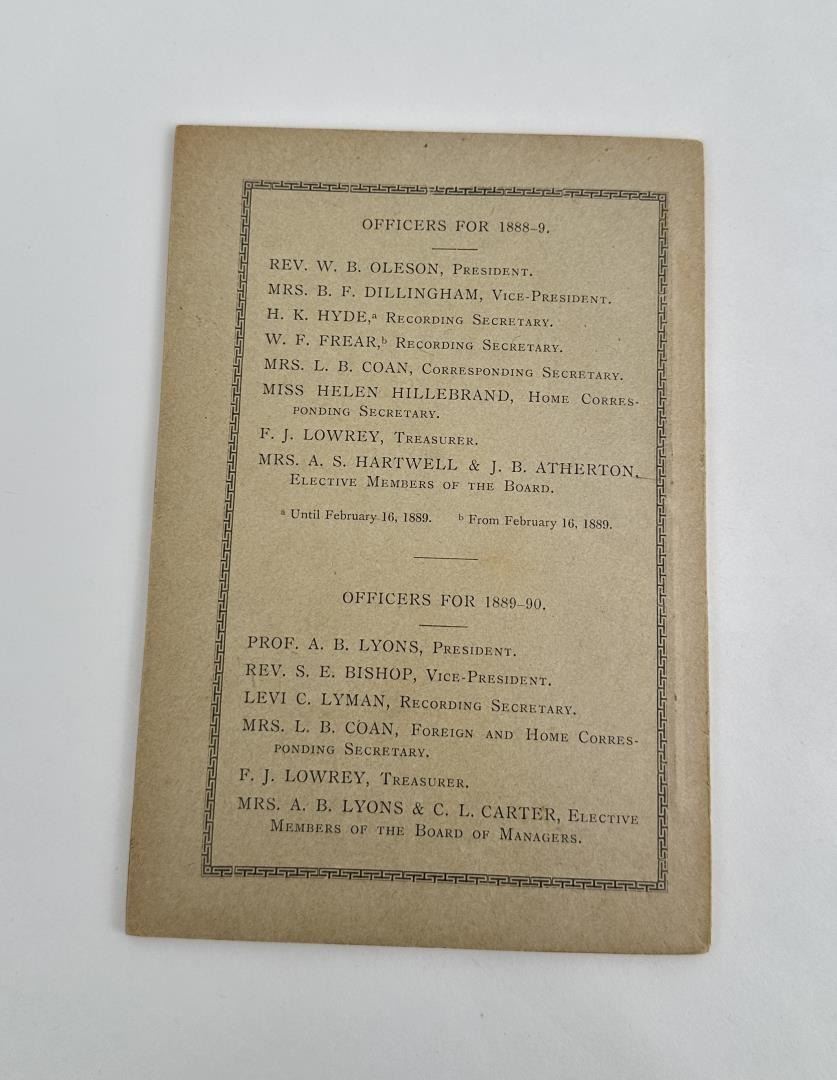 OFFICERS FOR 1888-9.
REV. W. B. OLESON, PRESIDENT.
MRS. B. F. DILLINGHAM, VICE-PRESIDENT.
H. K. HYDE,ᵃ RECORDING SECRETARY.
W. F. FREAR,ᵇ RECORDING SECRETARY.
MRS. L. B. COAN, CORRESPONDING SECRETARY.
MISS HELEN HILLEBRAND, HOME CORRES-
PONDING SECRETARY.
F. J. LOWREY, TREASURER.
MRS. A. S. HARTWELL & J. B. ATHERTON,
ELECTIVE MEMBERS OF THE BOARD.
ᵃ Until February 16, 1889. ᵇ From February 16, 1889.
OFFICERS FOR 1889-90.
PROF. A. B. LYONS, PRESIDENT.
REV. S. E. BISHOP, VICE-PRESIDENT.
LEVI C. LYMAN, RECORDING SECRETARY.
MRS. L. B. COAN, FOREIGN AND HOME CORRES-
PONDING SECRETARY.
F. J. LOWREY, TREASURER.
MRS. A. B. LYONS & C. L. CARTER, ELECTIVE
MEMBERS OF THE BOARD OF MANAGERS.